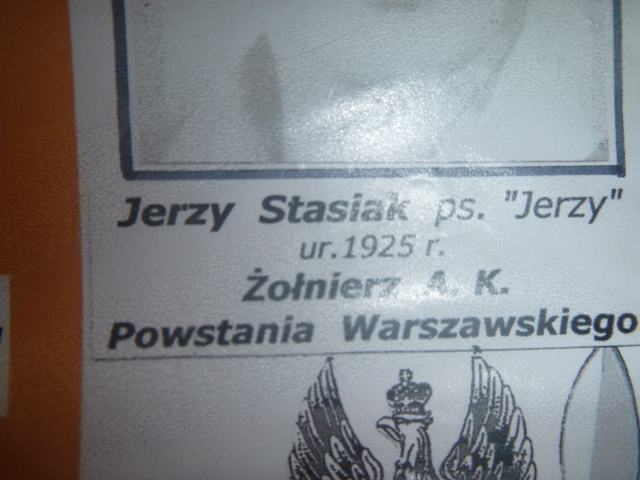 Jerzy Stasiak ps. "Jerzy"
ur.1925 r.
Żołnierz A. K.
Powstania Warszawskiego